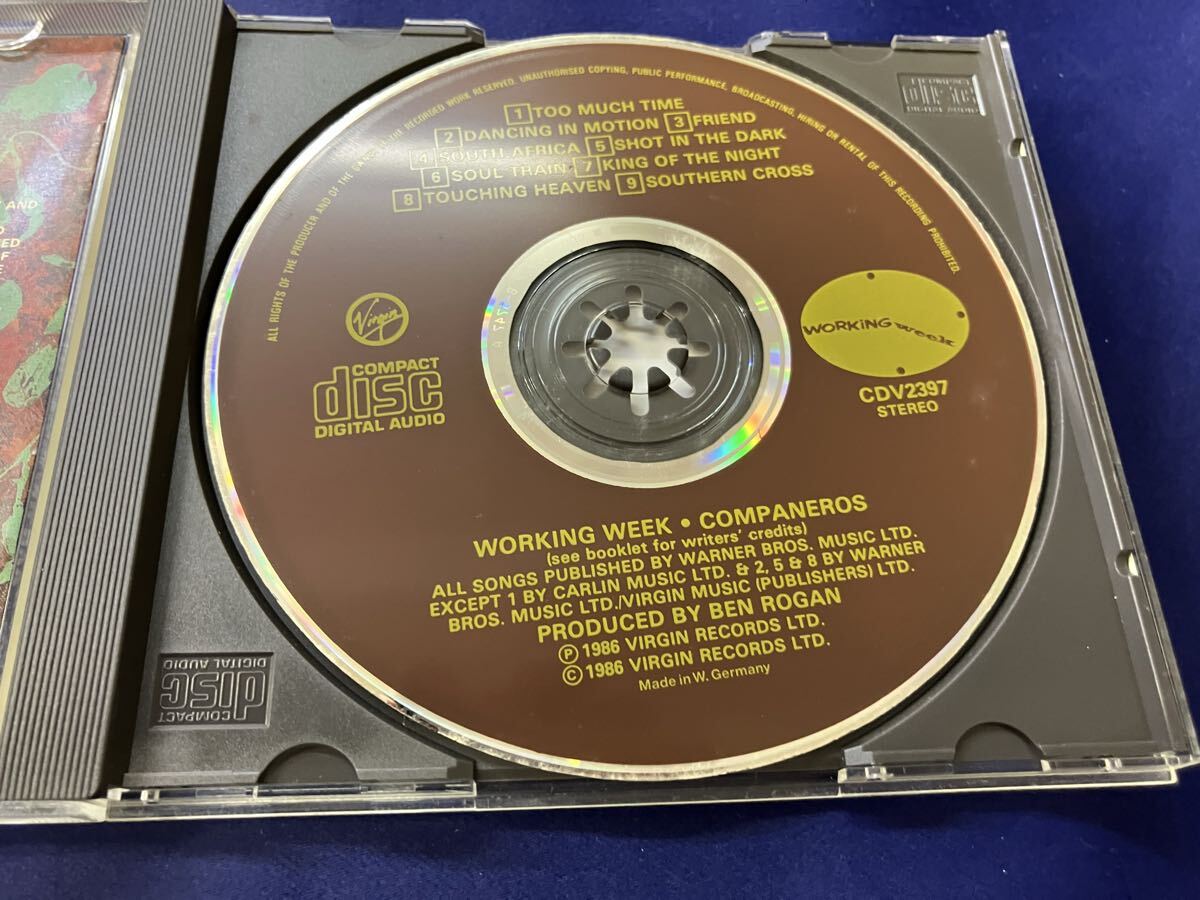 ALL RIGHTS OF THE PRODUCER AND OF THE OWNER OF THE RECORDED WORK RESERVED. UNAUTHORISED COPYING, PUBLIC PERFORMANCE, BROADCASTING, HIRING OR RENTAL OF THIS RECORDING PROHIBITED.
1 TOO MUCH TIME
2 DANCING IN MOTION 3 FRIEND
4 SOUTH AFRICA 5 SHOT IN THE DARK
6 SOUL TRAIN 7 KING OF THE NIGHT
8 TOUCHING HEAVEN 9 SOUTHERN CROSS
Virgin
COMPACT
disc
DIGITAL AUDIO
WORKiNG week
CDV2397
STEREO
WORKING WEEK • COMPANEROS
(see booklet for writers' credits)
ALL SONGS PUBLISHED BY WARNER BROS. MUSIC LTD.
EXCEPT 1 BY CARLIN MUSIC LTD. & 2, 5 & 8 BY WARNER
BROS. MUSIC LTD./VIRGIN MUSIC (PUBLISHERS) LTD.
PRODUCED BY BEN ROGAN
Ⓟ 1986 VIRGIN RECORDS LTD.
© 1986 VIRGIN RECORDS LTD.
Made in W. Germany
COMPACT
disc
DIGITAL AUDIO
COMPACT
disc
DIGITAL AUDIO
AND